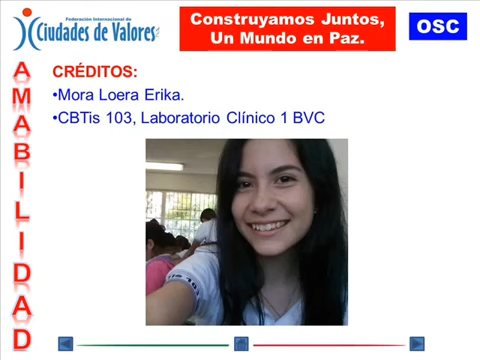 Federación Internacional de
Ciudades de Valores
Construyamos Juntos,
Un Mundo en Paz.
OSC
AMABILIDAD
CRÉDITOS:
•Mora Loera Erika.
•CBTis 103, Laboratorio Clínico 1 BVC